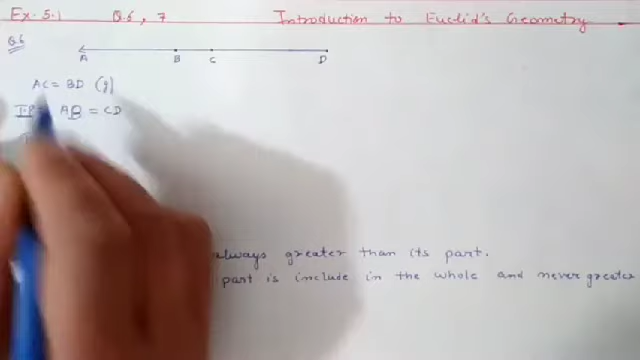 Ex. 5.1 Q.6, 7 Introduction to Euclid's Geometry
Q.6
A B C D
AC = BD (g)
AB = CD
always greater than its part.
part is include in the whole and never greater